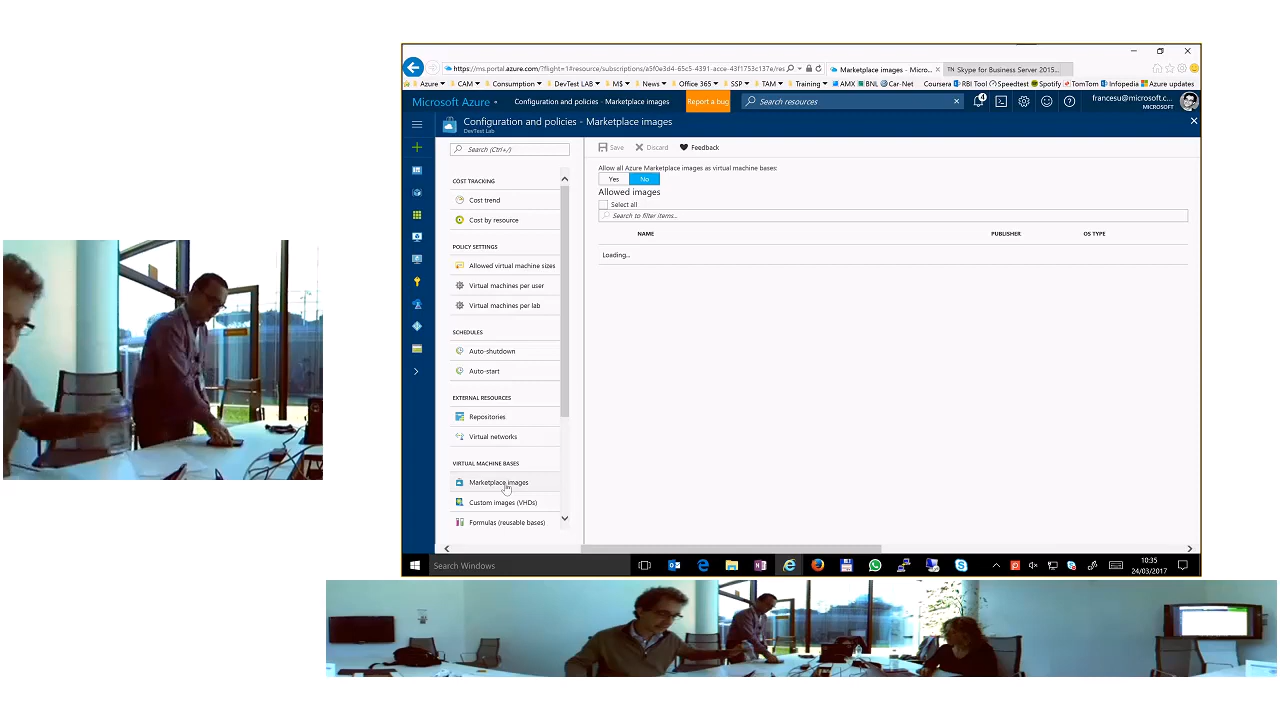 https://ms.portal.azure.com/?flight=1#resource/subscriptions/a5f0e3d4-65c5-4391-acce-43f1753c137e/res
Marketplace images - Micro...
Skype for Business Server 2015...
Azure
CAM
Consumption
DevTest LAB
M$
News
Office 365
SSP
TAM
Training
AMX
BNL
Car-Net
Coursera
RBI Tool
Speedtest
Spotify
TomTom
Infopedia
Azure updates
Microsoft Azure
Configuration and policies - Marketplace images
Report a bug
Search resources
4
francesu@microsoft.c...
MICROSOFT
Configuration and policies - Marketplace images
DevTest Lab
Search (Ctrl+/)
COST TRACKING
Cost trend
Cost by resource
POLICY SETTINGS
Allowed virtual machine sizes
Virtual machines per user
Virtual machines per lab
SCHEDULES
Auto-shutdown
Auto-start
EXTERNAL RESOURCES
Repositories
Virtual networks
VIRTUAL MACHINE BASES
Marketplace images
Custom images (VHDs)
Formulas (reusable bases)
Save
Discard
Feedback
Allow all Azure Marketplace images as virtual machine bases:
Yes
No
Allowed images
Select all
Search to filter items...
NAME
PUBLISHER
OS TYPE
Loading...
Search Windows
10:35
24/03/2017